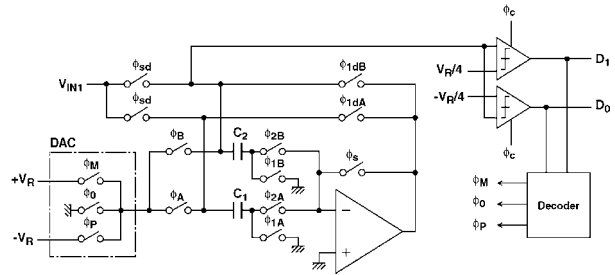 ϕc
ϕsd
ϕ1dB
D1
VIN1
VR/4
ϕsd
ϕ1dA
-VR/4
D0
ϕB
C2
ϕ2B
DAC
ϕ1B
ϕs
ϕc
ϕM
+VR
ϕM
ϕ0
ϕA
C1
ϕ2A
−
ϕ0
Decoder
ϕP
ϕ1A
ϕP
-VR
+